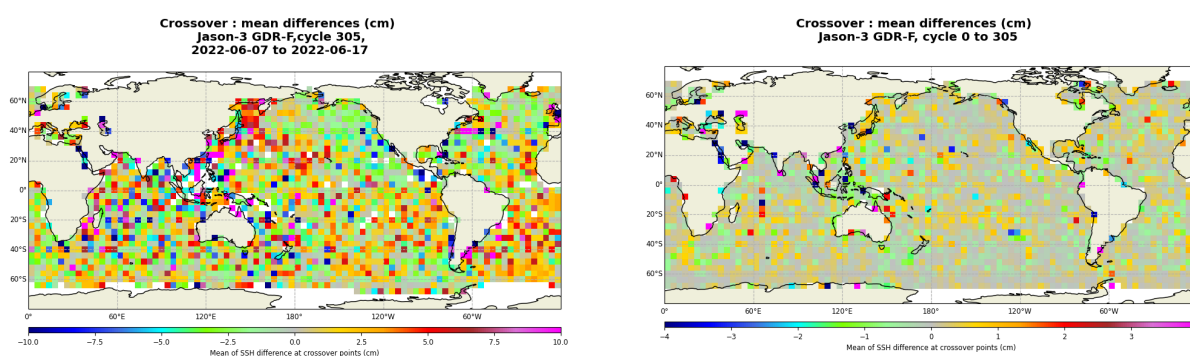 Crossover : mean differences (cm)
Jason-3 GDR-F,cycle 305,
2022-06-07 to 2022-06-17
60°N
40°N
20°N
0°
20°S
40°S
60°S
0°E 60°E 120°E 180°E 120°W 60°W 0°E
−10.0 −7.5 −5.0 −2.5 0.0 2.5 5.0 7.5 10.0
Mean of SSH difference at crossover points (cm)
Crossover : mean differences (cm)
Jason-3 GDR-F, cycle 0 to 305
60°N
40°N
20°N
0°
20°S
40°S
60°S
0°E 60°E 120°E 180°E 120°W 60°W
−4 −3 −2 −1 0 1 2 3
Mean of SSH difference at crossover points (cm)